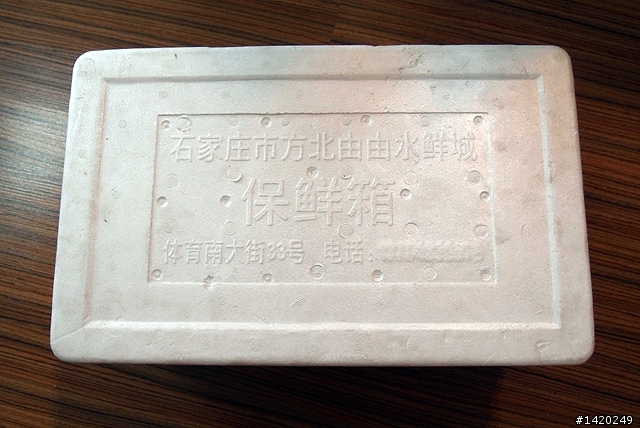 石家庄市方北由由水鲜城
保鲜箱
体育南大街33号 电话：
#1420249